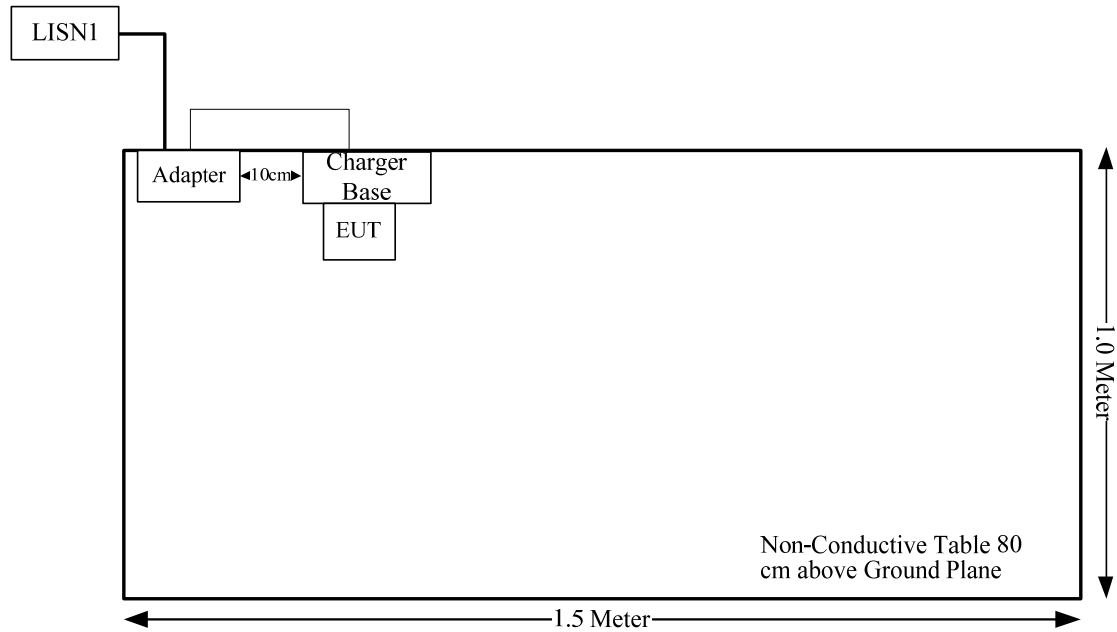 LISN1
Adapter
10cm
Charger
Base
EUT
1.0 Meter
Non-Conductive Table 80
cm above Ground Plane
1.5 Meter